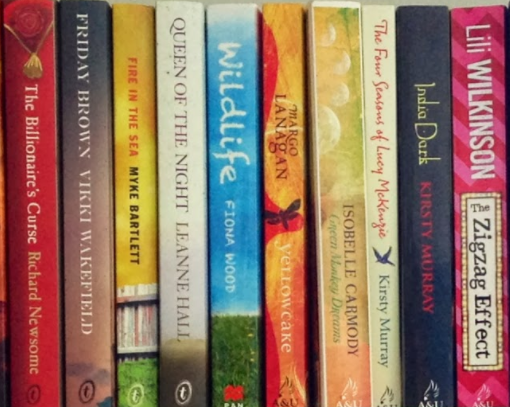 The Billionaire's Curse Richard Newsome
FRIDAY BROWN VIKKI WAKEFIELD
FIRE IN THE SEA MYKE BARTLETT
QUEEN OF THE NIGHT LEANNE HALL
Wildlife FIONA WOOD
PAN
MARGO
LANAGAN
yellowcake
ISOBELLE CARMODY
Green Monkey Dreams
The Four Seasons of Lucy McKenzie Kirsty Murray
A&U
India Dark KIRSTY MURRAY
A&U
Lili WILKINSON
The Zigzag Effect
A&U